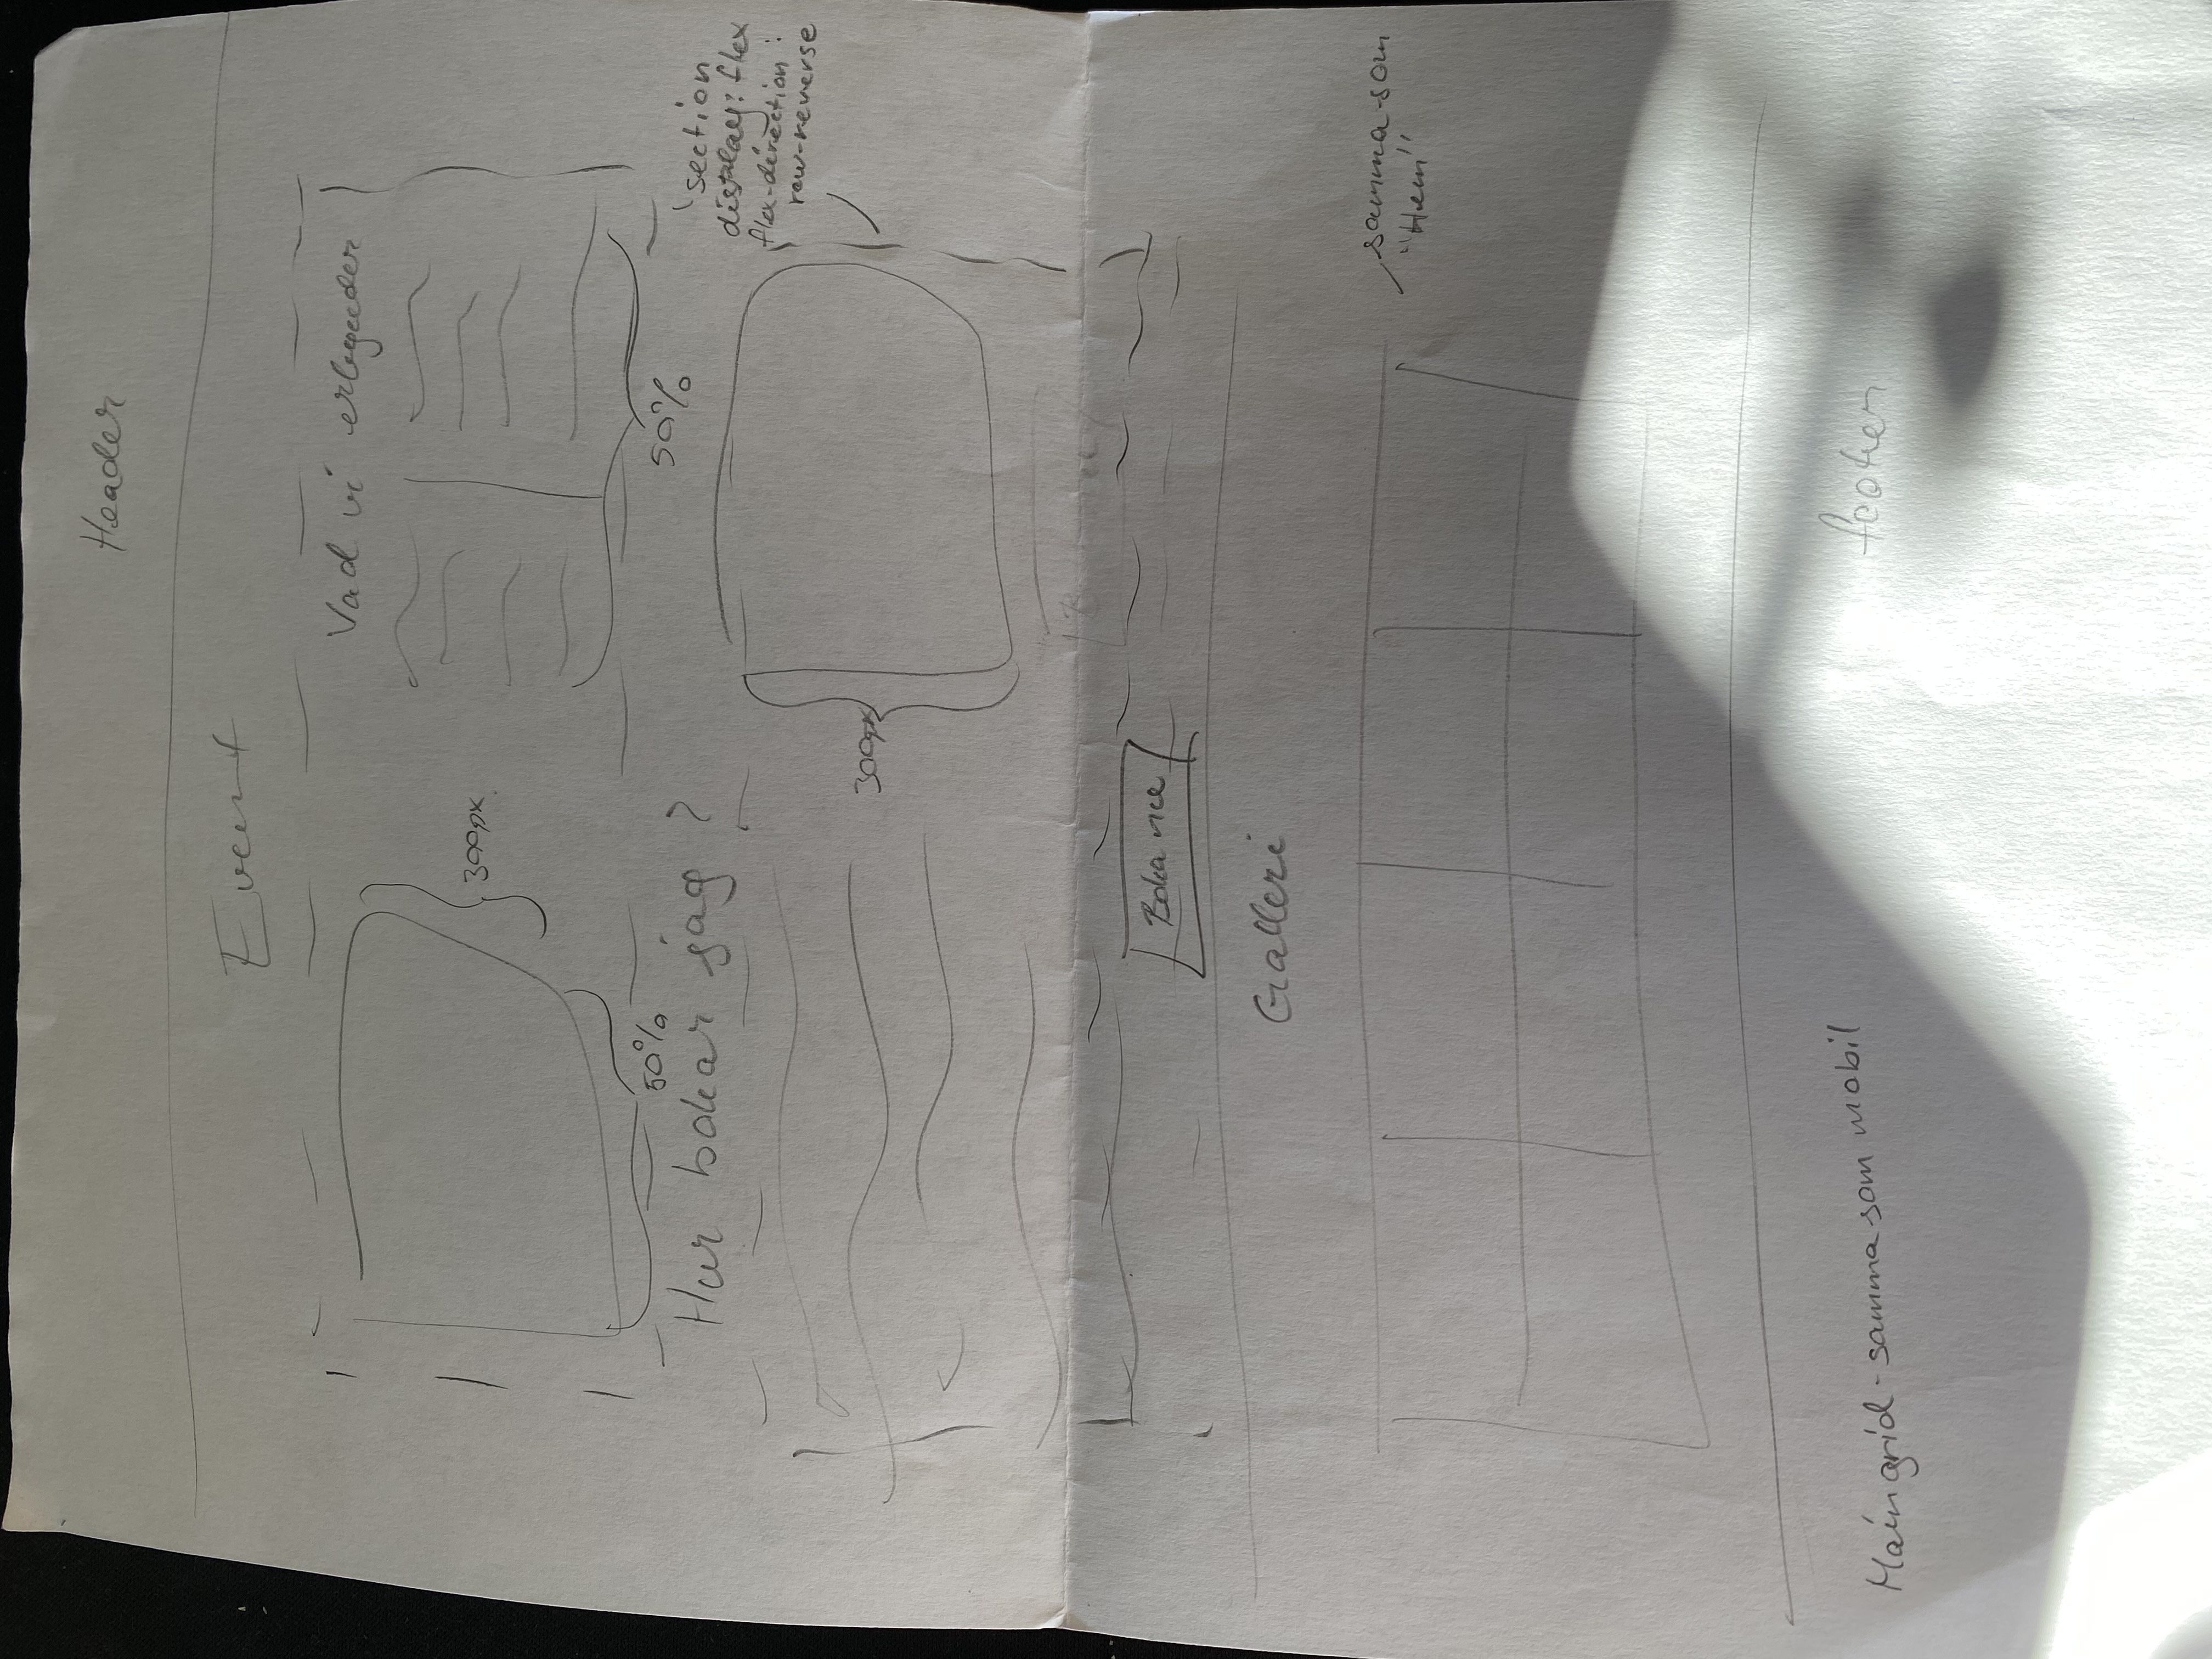 Header
Event
Vad vi erbyuder
300px
50%
50%
Hur bokar jag?
section
display: flex
flex-direction:
row-reverse
300px
Boka nu
Galleri
samma som
"Hem"
Main grid - samma som mobil
footer